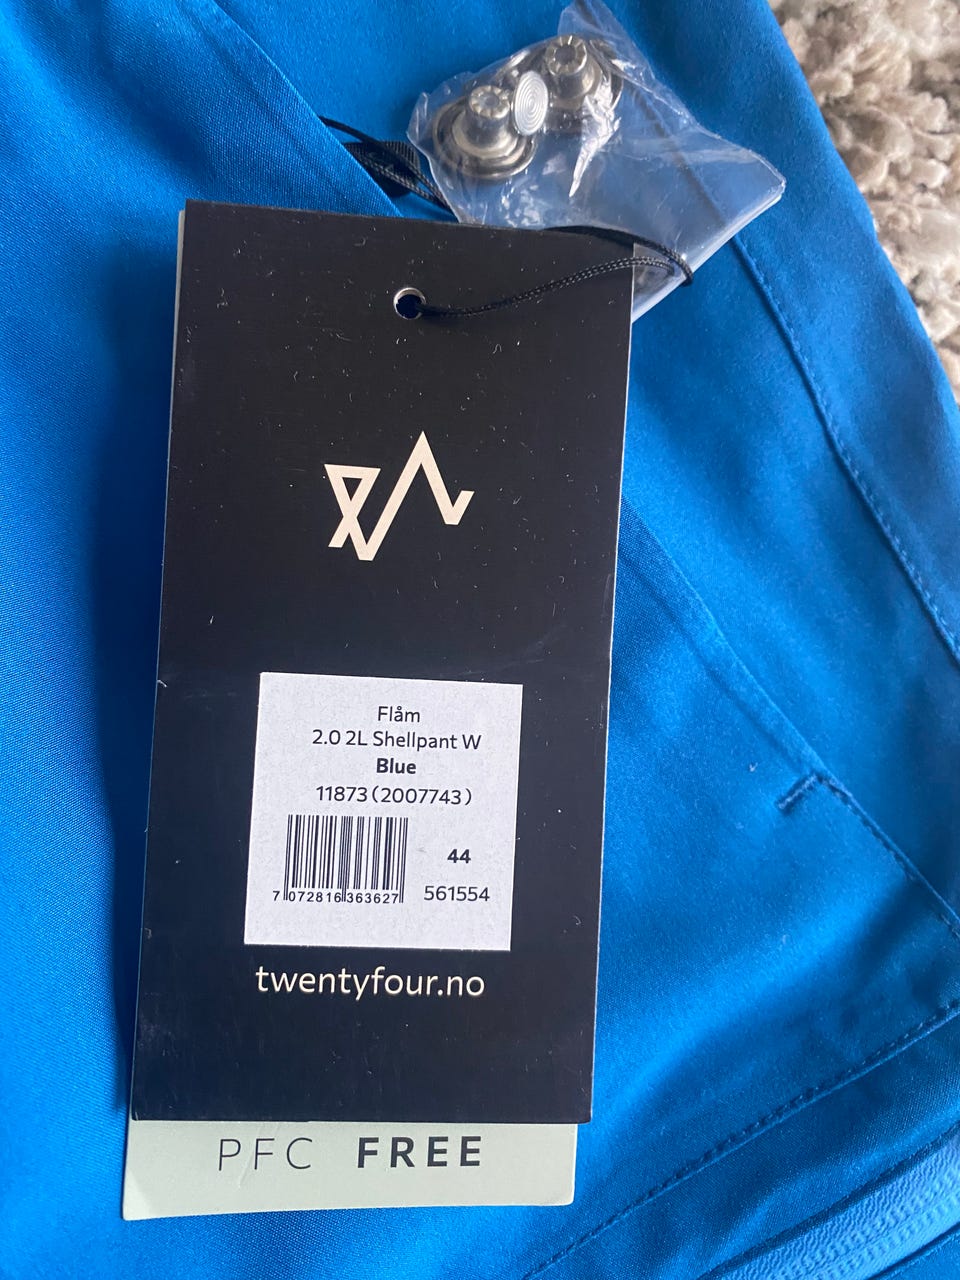 Flåm
2.0 2L Shellpant W
Blue
11873(2007743)
44
7 072816 363627
561554
twentyfour.no
PFC FREE